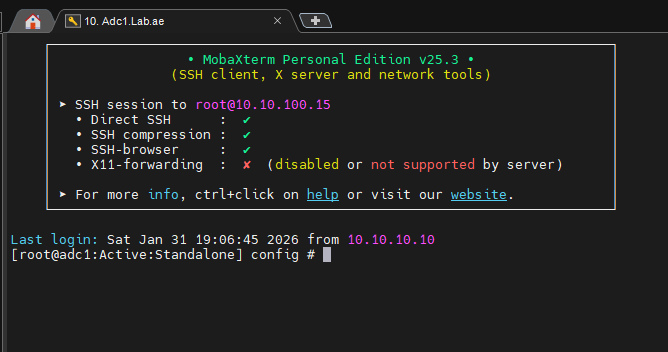 10. Adc1.Lab.ae
• MobaXterm Personal Edition v25.3 •
(SSH client, X server and network tools)
➤ SSH session to root@10.10.100.15
• Direct SSH : ✔
• SSH compression : ✔
• SSH-browser : ✔
• X11-forwarding : ✘ (disabled or not supported by server)
➤ For more info, ctrl+click on help or visit our website.
Last login: Sat Jan 31 19:06:45 2026 from 10.10.10.10
[root@adc1:Active:Standalone] config #